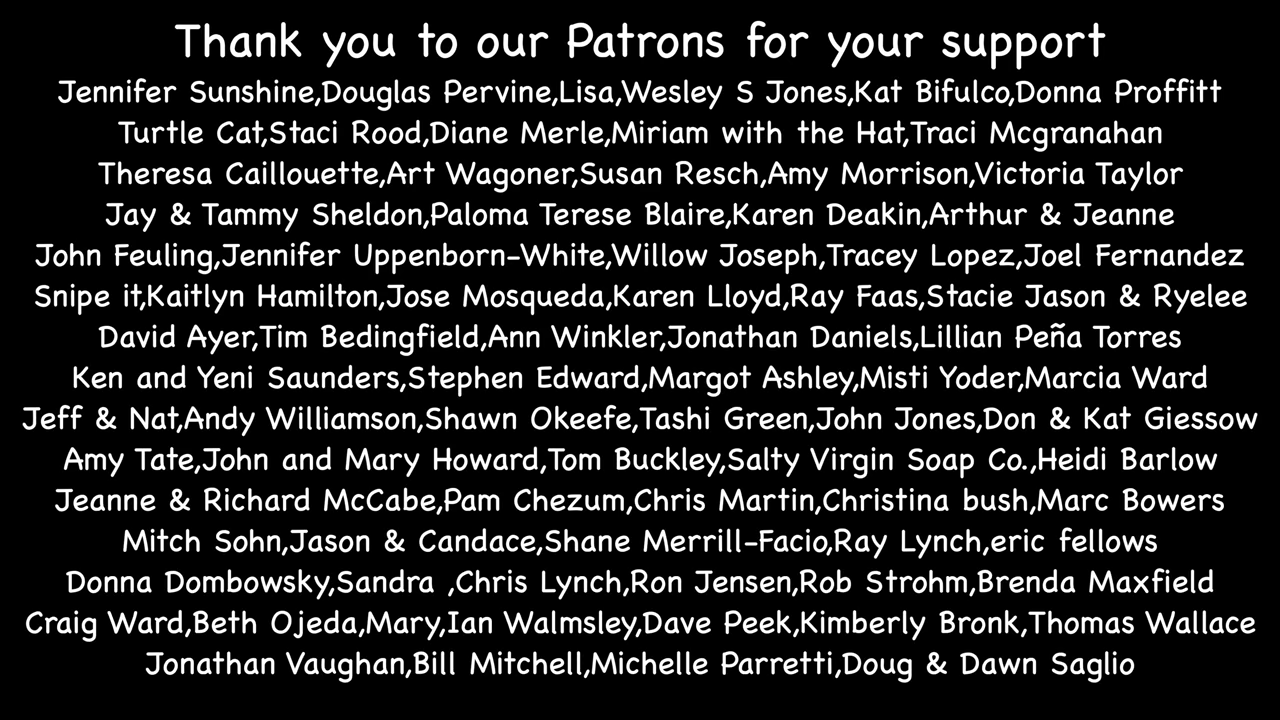 Thank you to our Patrons for your support
Jennifer Sunshine,Douglas Pervine,Lisa,Wesley S Jones,Kat Bifulco,Donna Proffitt
Turtle Cat,Staci Rood,Diane Merle,Miriam with the Hat,Traci Mcgranahan
Theresa Caillouette,Art Wagoner,Susan Resch,Amy Morrison,Victoria Taylor
Jay & Tammy Sheldon,Paloma Terese Blaire,Karen Deakin,Arthur & Jeanne
John Feuling,Jennifer Uppenborn-White,Willow Joseph,Tracey Lopez,Joel Fernandez
Snipe it,Kaitlyn Hamilton,Jose Mosqueda,Karen Lloyd,Ray Faas,Stacie Jason & Ryelee
David Ayer,Tim Bedingfield,Ann Winkler,Jonathan Daniels,Lillian Peña Torres
Ken and Yeni Saunders,Stephen Edward,Margot Ashley,Misti Yoder,Marcia Ward
Jeff & Nat,Andy Williamson,Shawn Okeefe,Tashi Green,John Jones,Don & Kat Giessow
Amy Tate,John and Mary Howard,Tom Buckley,Salty Virgin Soap Co.,Heidi Barlow
Jeanne & Richard McCabe,Pam Chezum,Chris Martin,Christina bush,Marc Bowers
Mitch Sohn,Jason & Candace,Shane Merrill-Facio,Ray Lynch,eric fellows
Donna Dombowsky,Sandra ,Chris Lynch,Ron Jensen,Rob Strohm,Brenda Maxfield
Craig Ward,Beth Ojeda,Mary,Ian Walmsley,Dave Peek,Kimberly Bronk,Thomas Wallace
Jonathan Vaughan,Bill Mitchell,Michelle Parretti,Doug & Dawn Saglio